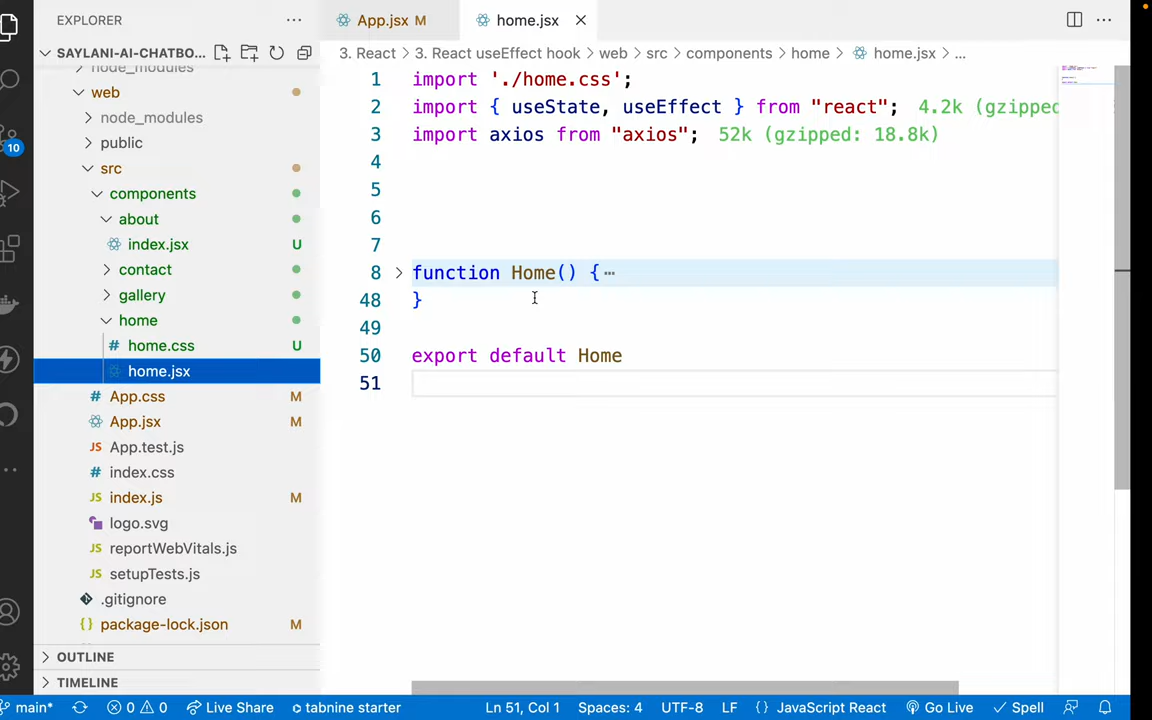 EXPLORER
SAYLANI-AI-CHATBO...
node_modules
web
node_modules
public
src
components
about
index.jsx U
contact
gallery
home
home.css U
home.jsx
App.css M
App.jsx M
App.test.js
index.css
index.js M
logo.svg
reportWebVitals.js
setupTests.js
.gitignore
package-lock.json M
OUTLINE
TIMELINE
10
App.jsx M
home.jsx
3. React > 3. React useEffect hook > web > src > components > home > home.jsx > ...
1 import './home.css';
2 import { useState, useEffect } from "react"; 4.2k (gzipped
3 import axios from "axios"; 52k (gzipped: 18.8k)
4
5
6
7
8 function Home() {⋯
48 }
49
50 export default Home
51
main* 0 0 Live Share tabnine starter Ln 51, Col 1 Spaces: 4 UTF-8 LF {} JavaScript React Go Live Spell